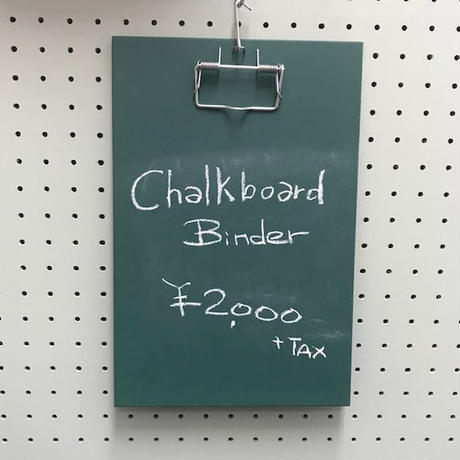 Chalkboard
Binder
¥2,000
+TAX